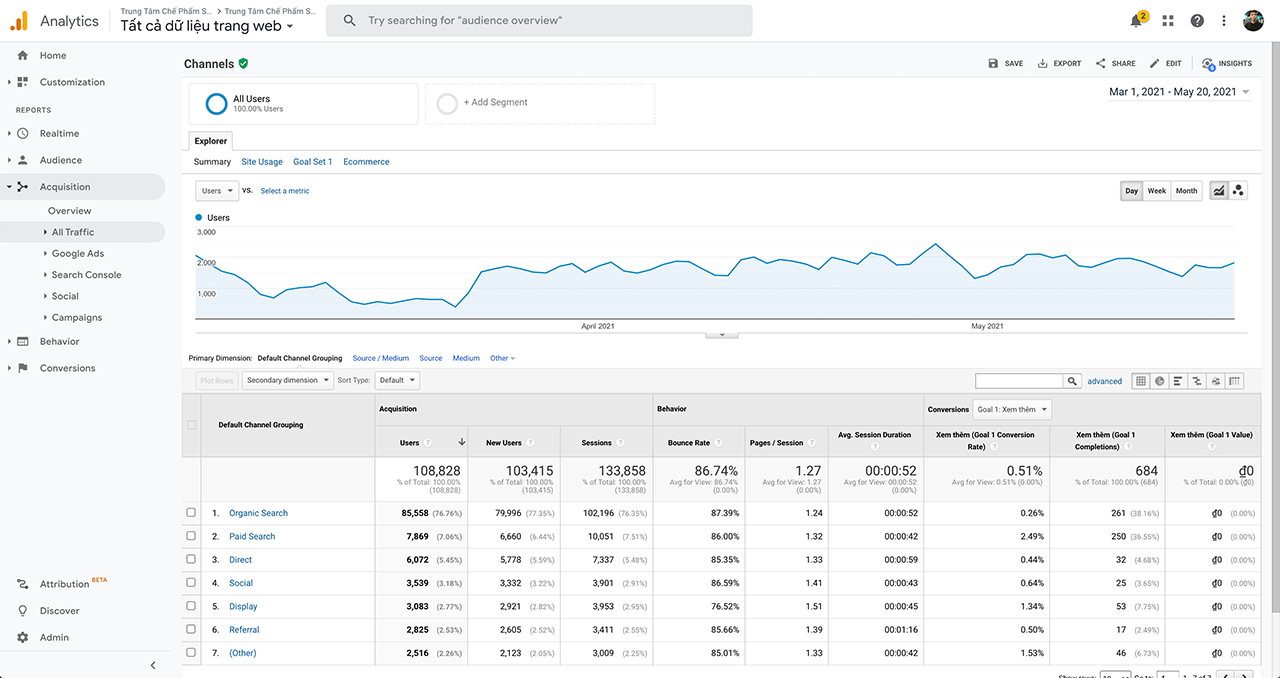 Analytics
Trung Tâm Chế Phẩm S... > Trung Tâm Chế Phẩm S...
Tất cả dữ liệu trang web
Try searching for "audience overview"
2
Home
Customization
REPORTS
Realtime
Audience
Acquisition
Overview
All Traffic
Google Ads
Search Console
Social
Campaigns
Behavior
Conversions
Attribution BETA
Discover
Admin
Channels
SAVE EXPORT SHARE EDIT INSIGHTS
All Users
100.00% Users
+ Add Segment
Mar 1, 2021 - May 20, 2021
Explorer
Summary Site Usage Goal Set 1 Ecommerce
Users VS. Select a metric
Day Week Month
Users
3,000
2,000
1,000
April 2021 May 2021
Primary Dimension: Default Channel Grouping Source / Medium Source Medium Other
Plot Rows Secondary dimension Sort Type: Default advanced
Default Channel Grouping
Acquisition Behavior Conversions Goal 1: Xem thêm
Users New Users Sessions Bounce Rate Pages / Session Avg. Session Duration Xem thêm (Goal 1 Conversion Rate) Xem thêm (Goal 1 Completions) Xem thêm (Goal 1 Value)
108,828 103,415 133,858 86.74% 1.27 00:00:52 0.51% 684 ₫0
% of Total: 100.00% (108,828) % of Total: 100.00% (103,415) % of Total: 100.00% (133,858) Avg for View: 86.74% (0.00%) Avg for View: 1.27 (0.00%) Avg for View: 00:00:52 (0.00%) Avg for View: 0.51% (0.00%) % of Total: 100.00% (684) % of Total: 0.00% (₫0)
1. Organic Search 85,558 (76.76%) 79,996 (77.35%) 102,196 (76.35%) 87.39% 1.24 00:00:52 0.26% 261 (38.16%) ₫0 (0.00%)
2. Paid Search 7,869 (7.06%) 6,660 (6.44%) 10,051 (7.51%) 86.00% 1.32 00:00:42 2.49% 250 (36.55%) ₫0 (0.00%)
3. Direct 6,072 (5.45%) 5,778 (5.59%) 7,337 (5.48%) 85.35% 1.33 00:00:59 0.44% 32 (4.68%) ₫0 (0.00%)
4. Social 3,539 (3.18%) 3,332 (3.22%) 3,901 (2.91%) 86.59% 1.41 00:00:43 0.64% 25 (3.65%) ₫0 (0.00%)
5. Display 3,083 (2.77%) 2,921 (2.82%) 3,953 (2.95%) 76.52% 1.51 00:00:45 1.34% 53 (7.75%) ₫0 (0.00%)
6. Referral 2,825 (2.53%) 2,605 (2.52%) 3,411 (2.55%) 85.66% 1.39 00:01:16 0.50% 17 (2.49%) ₫0 (0.00%)
7. (Other) 2,516 (2.26%) 2,123 (2.05%) 3,009 (2.25%) 85.01% 1.33 00:00:42 1.53% 46 (6.73%) ₫0 (0.00%)